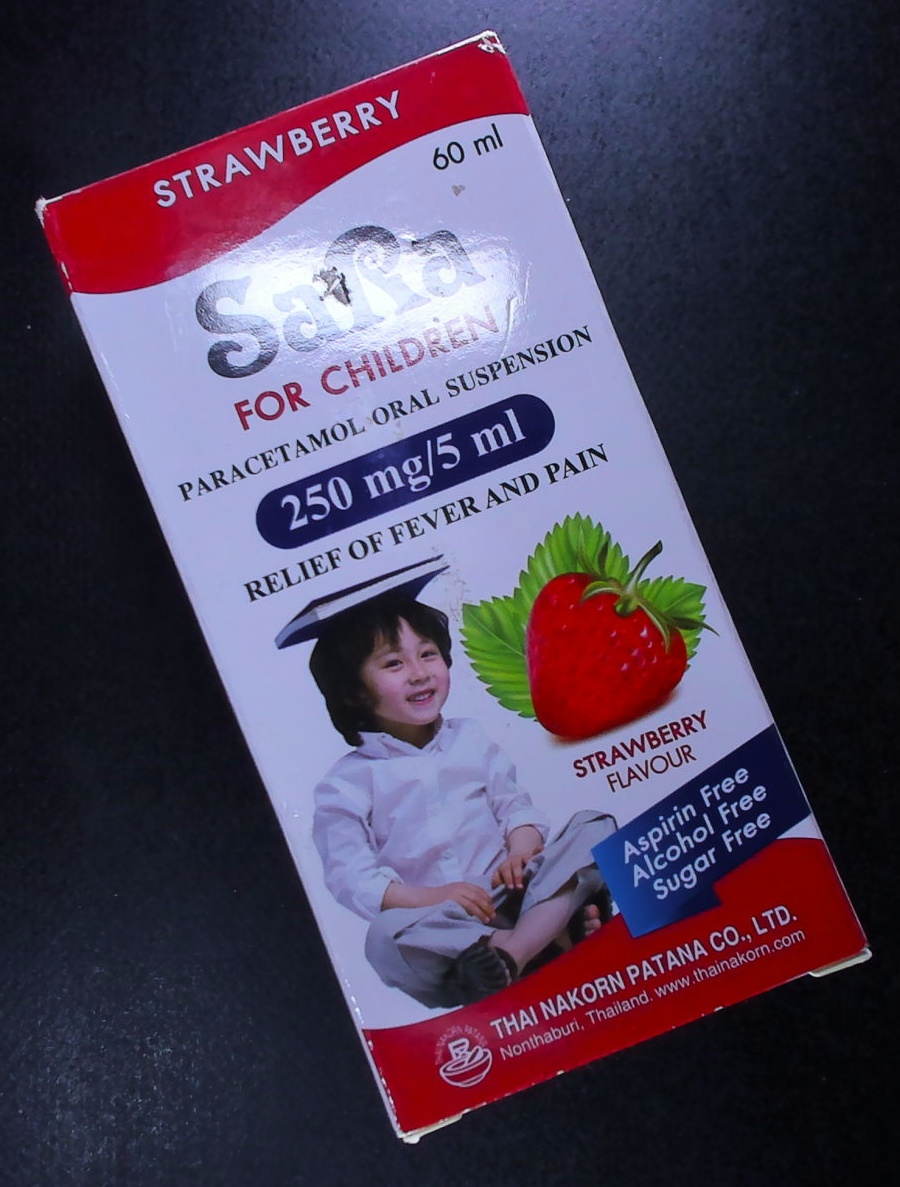 STRAWBERRY
60 ml
Sara
FOR CHILDREN
PARACETAMOL ORAL SUSPENSION
250 mg/5 ml
RELIEF OF FEVER AND PAIN
STRAWBERRY
FLAVOUR
Aspirin Free
Alcohol Free
Sugar Free
THAI NAKORN PATANA CO., LTD.
Nonthaburi, Thailand. www.thainakorn.com